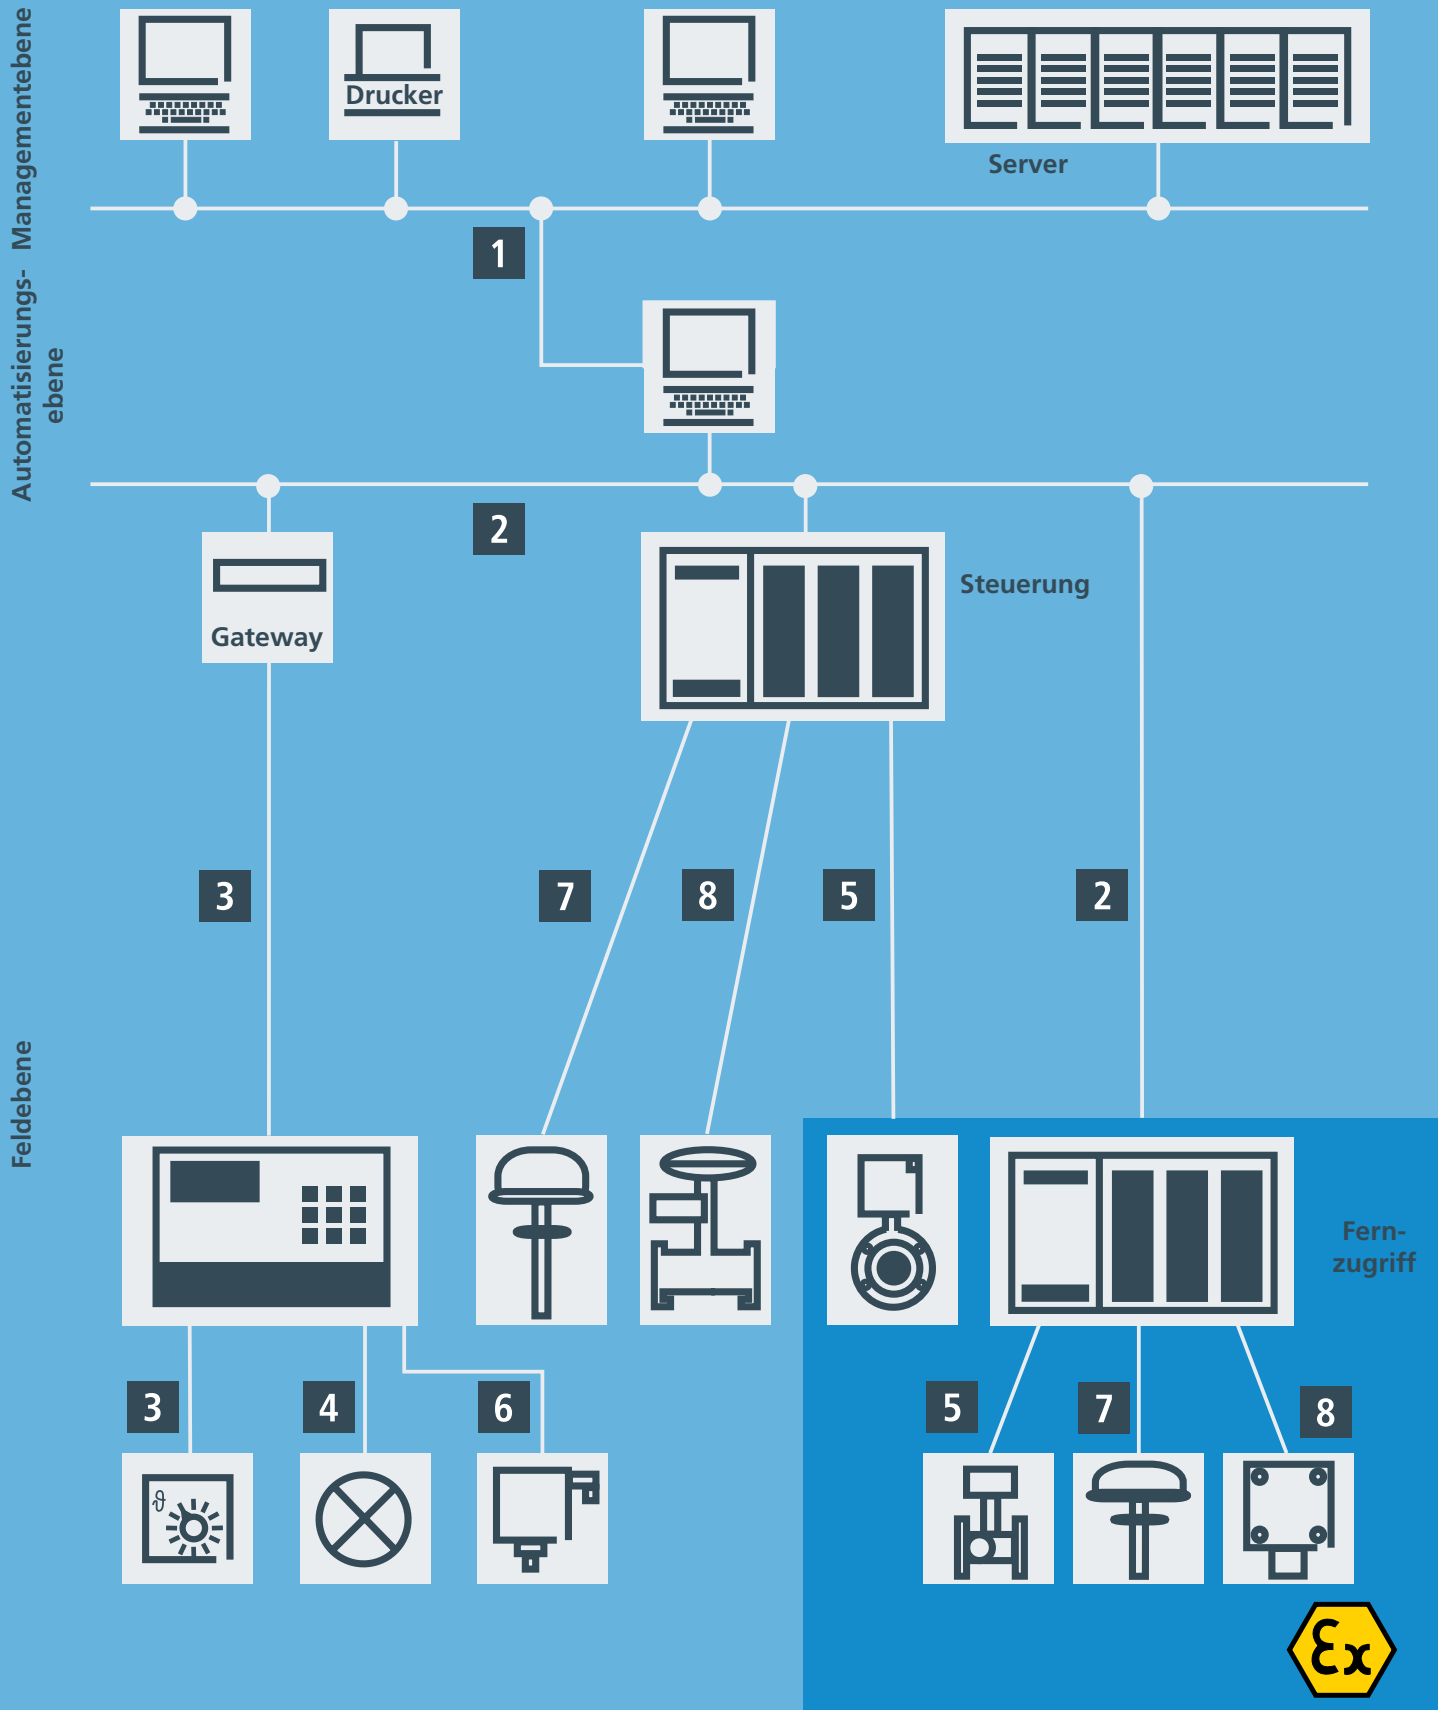 Managementebene
Drucker
Server
1
Automatisierungs-
ebene
2
Gateway
Steuerung
3
7
8
5
2
Feldebene
Fern-
zugriff
3
4
6
5
7
8
ϑ
Ex